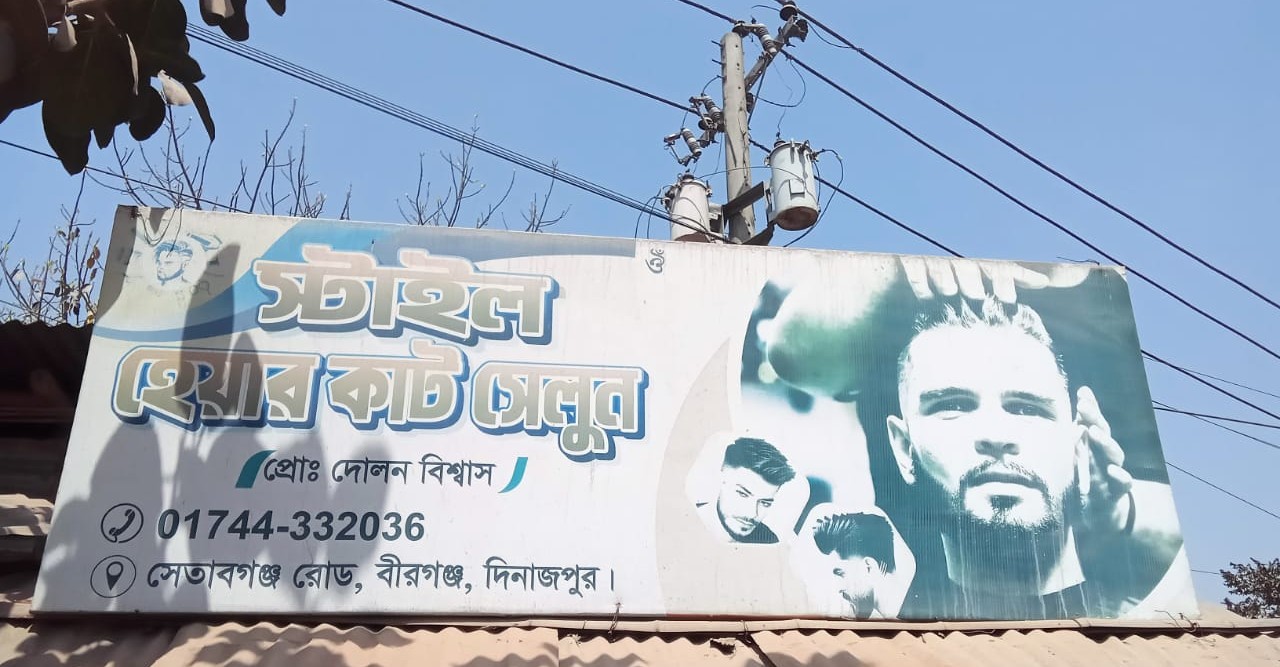 ওঁ
স্টাইল
হেয়ার কাট সেলুন
প্রোঃ দোলন বিশ্বাস
01744-332036
সেতাবগঞ্জ রোড, বীরগঞ্জ, দিনাজপুর।